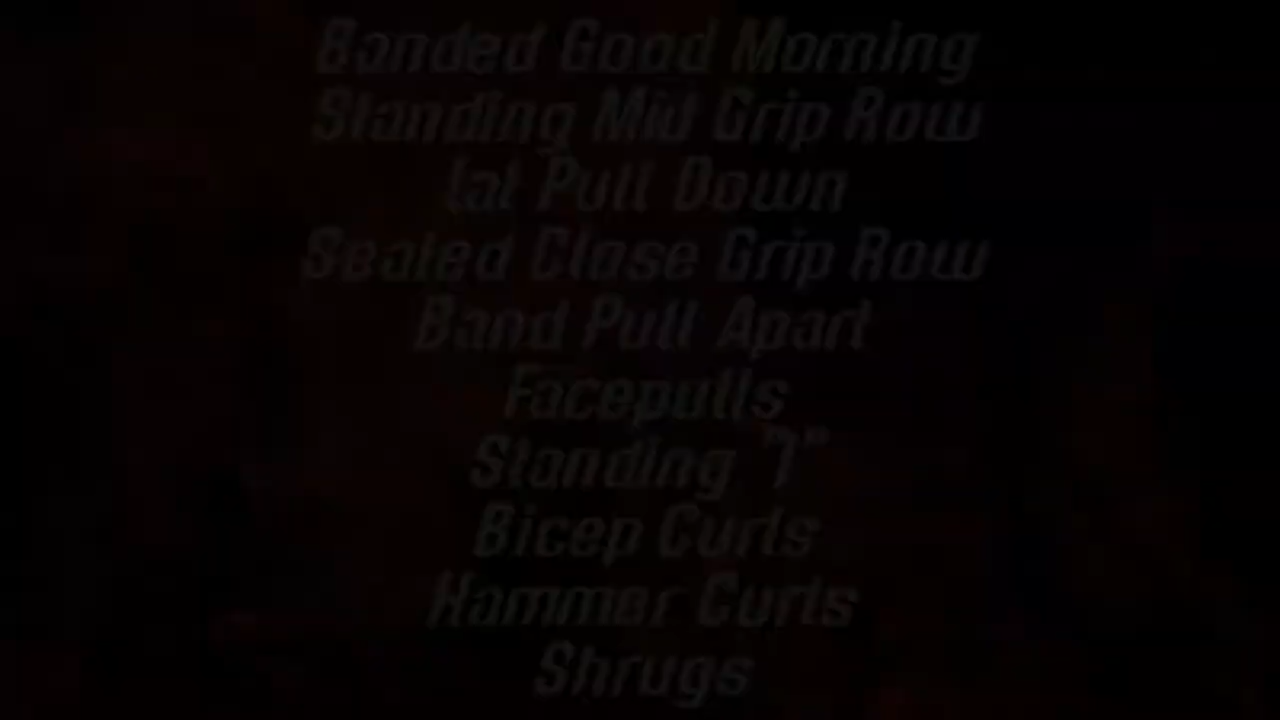 Banded Good Morning
Standing Mid Grip Row
Lat Pull Down
Seated Close Grip Row
Band Pull Apart
Facepulls
Standing "T"
Bicep Curls
Hammer Curls
Shrugs